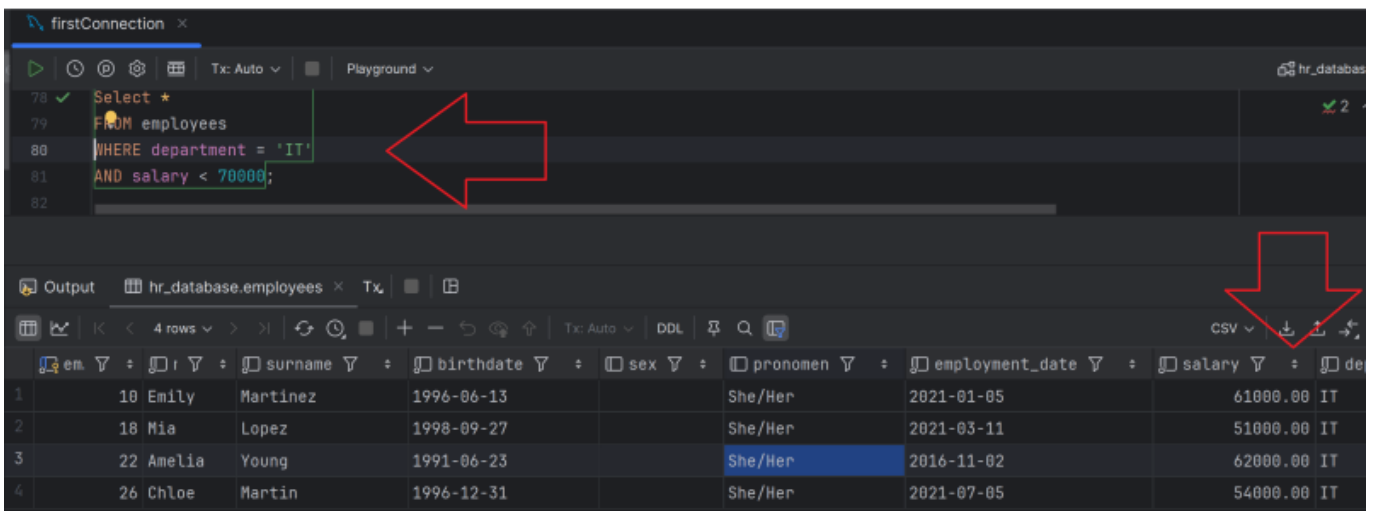 firstConnection ×
Tx: Auto Playground hr_databas
78 Select *
79 FROM employees
80 WHERE department = 'IT'
81 AND salary < 70000;
82
2
Output hr_database.employees × Tx
4 rows Tx: Auto DDL CSV
em. r surname birthdate sex pronomen employment_date salary de
1 10 Emily Martinez 1996-06-13 She/Her 2021-01-05 61000.00 IT
2 18 Mia Lopez 1998-09-27 She/Her 2021-03-11 51000.00 IT
3 22 Amelia Young 1991-06-23 She/Her 2016-11-02 62000.00 IT
4 26 Chloe Martin 1996-12-31 She/Her 2021-07-05 54000.00 IT